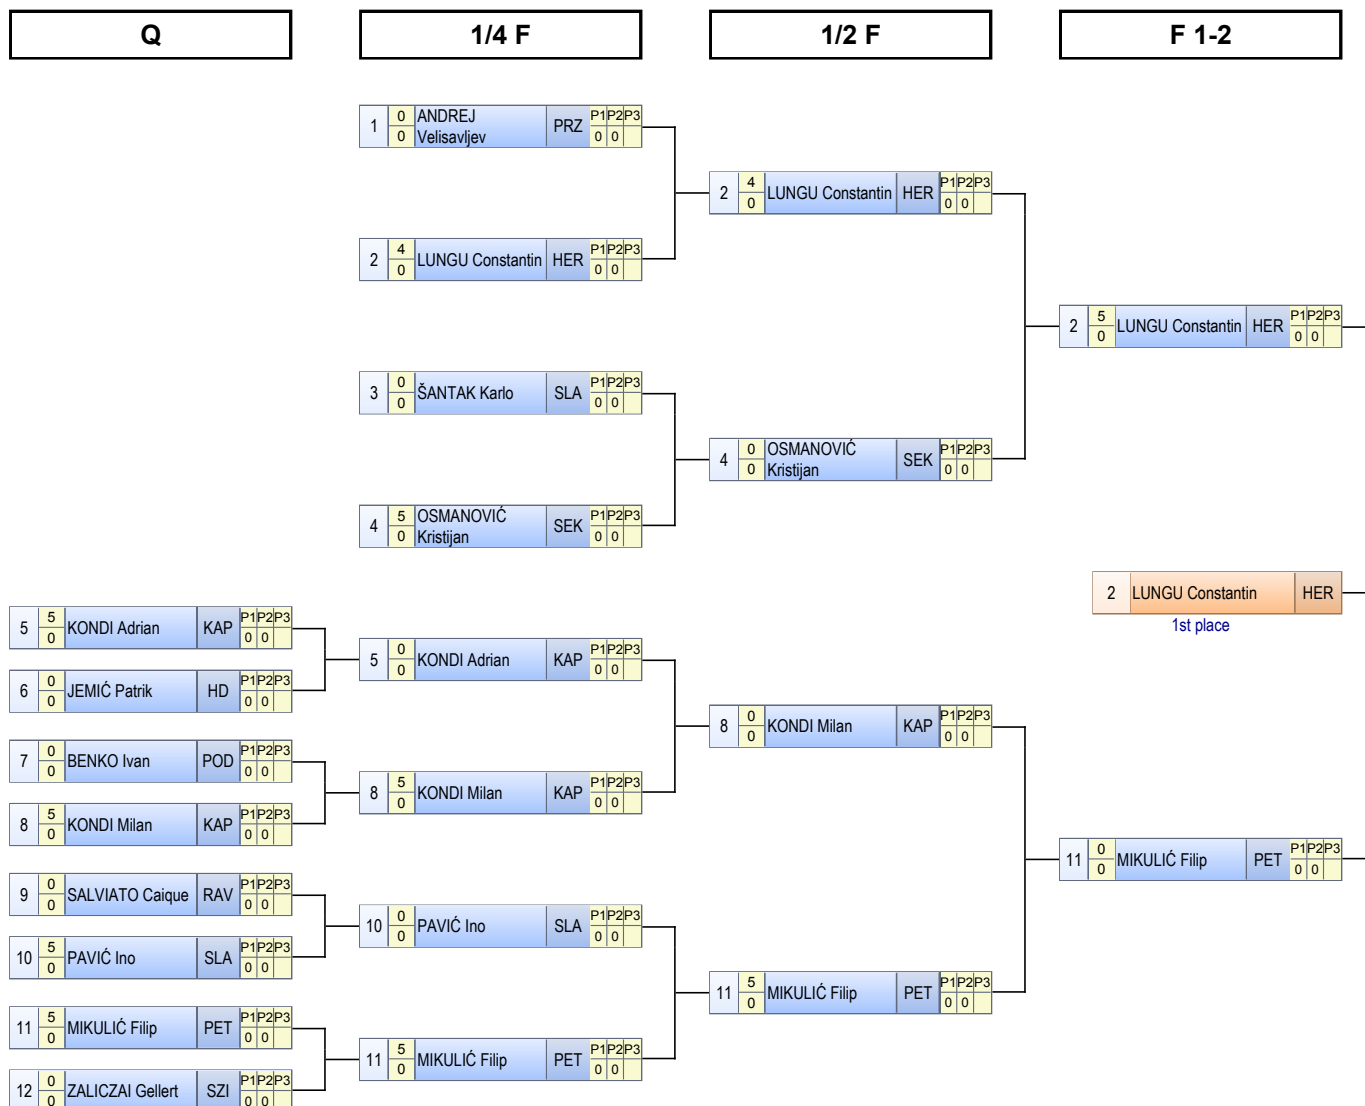 Q
1/4 F
1/2 F
F 1-2
1 0 ANDREJ Velisavljev PRZ P1 P2 P3
0 0 0
2 4 LUNGU Constantin HER P1 P2 P3
0 0 0
2 4 LUNGU Constantin HER P1 P2 P3
0 0 0
2 5 LUNGU Constantin HER P1 P2 P3
0 0 0
3 0 ŠANTAK Karlo SLA P1 P2 P3
0 0 0
4 0 OSMANOVIĆ Kristijan SEK P1 P2 P3
0 0 0
4 5 OSMANOVIĆ Kristijan SEK P1 P2 P3
0 0 0
2 LUNGU Constantin HER
1st place
5 5 KONDI Adrian KAP P1 P2 P3
0 0 0
5 0 KONDI Adrian KAP P1 P2 P3
0 0 0
6 0 JEMIĆ Patrik HD P1 P2 P3
0 0 0
8 0 KONDI Milan KAP P1 P2 P3
0 0 0
7 0 BENKO Ivan POD P1 P2 P3
0 0 0
8 5 KONDI Milan KAP P1 P2 P3
0 0 0
8 5 KONDI Milan KAP P1 P2 P3
0 0 0
11 0 MIKULIĆ Filip PET P1 P2 P3
0 0 0
9 0 SALVIATO Caique RAV P1 P2 P3
0 0 0
10 0 PAVIĆ Ino SLA P1 P2 P3
0 0 0
10 5 PAVIĆ Ino SLA P1 P2 P3
0 0 0
11 5 MIKULIĆ Filip PET P1 P2 P3
0 0 0
11 5 MIKULIĆ Filip PET P1 P2 P3
0 0 0
11 5 MIKULIĆ Filip PET P1 P2 P3
0 0 0
12 0 ZALICZAI Gellert SZI P1 P2 P3
0 0 0